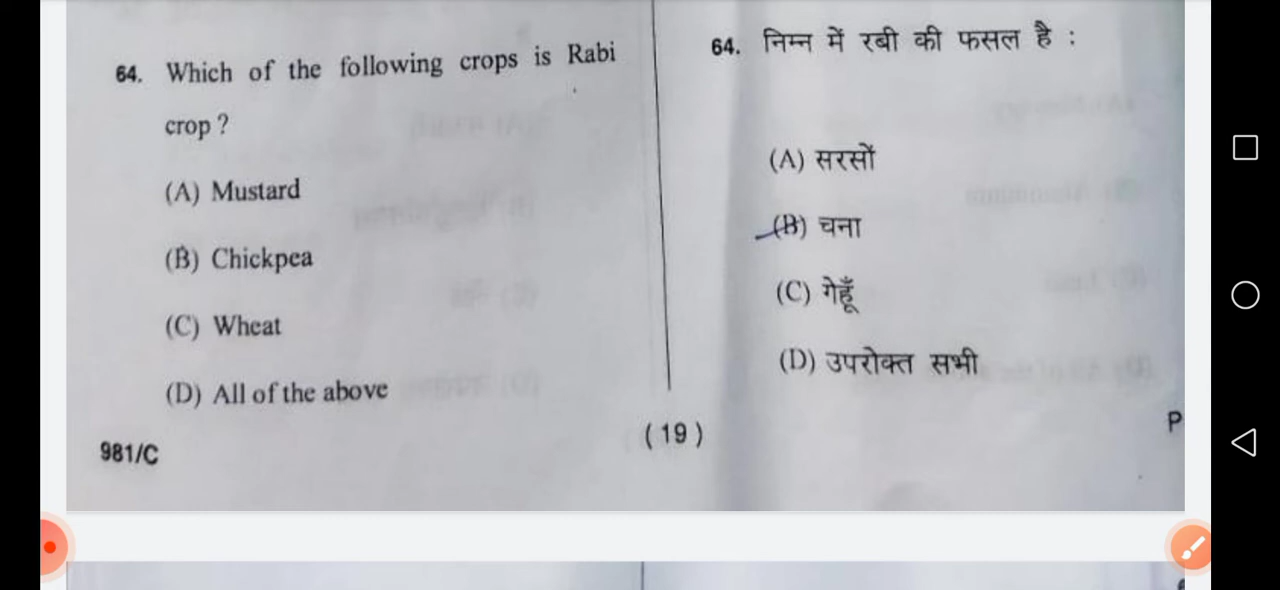 64. Which of the following crops is Rabi
crop ?
(A) Mustard
(B) Chickpea
(C) Wheat
(D) All of the above
981/C
64. निम्न में रबी की फसल है :
(A) सरसों
(B) चना
(C) गेहूँ
(D) उपरोक्त सभी
( 19 )
P